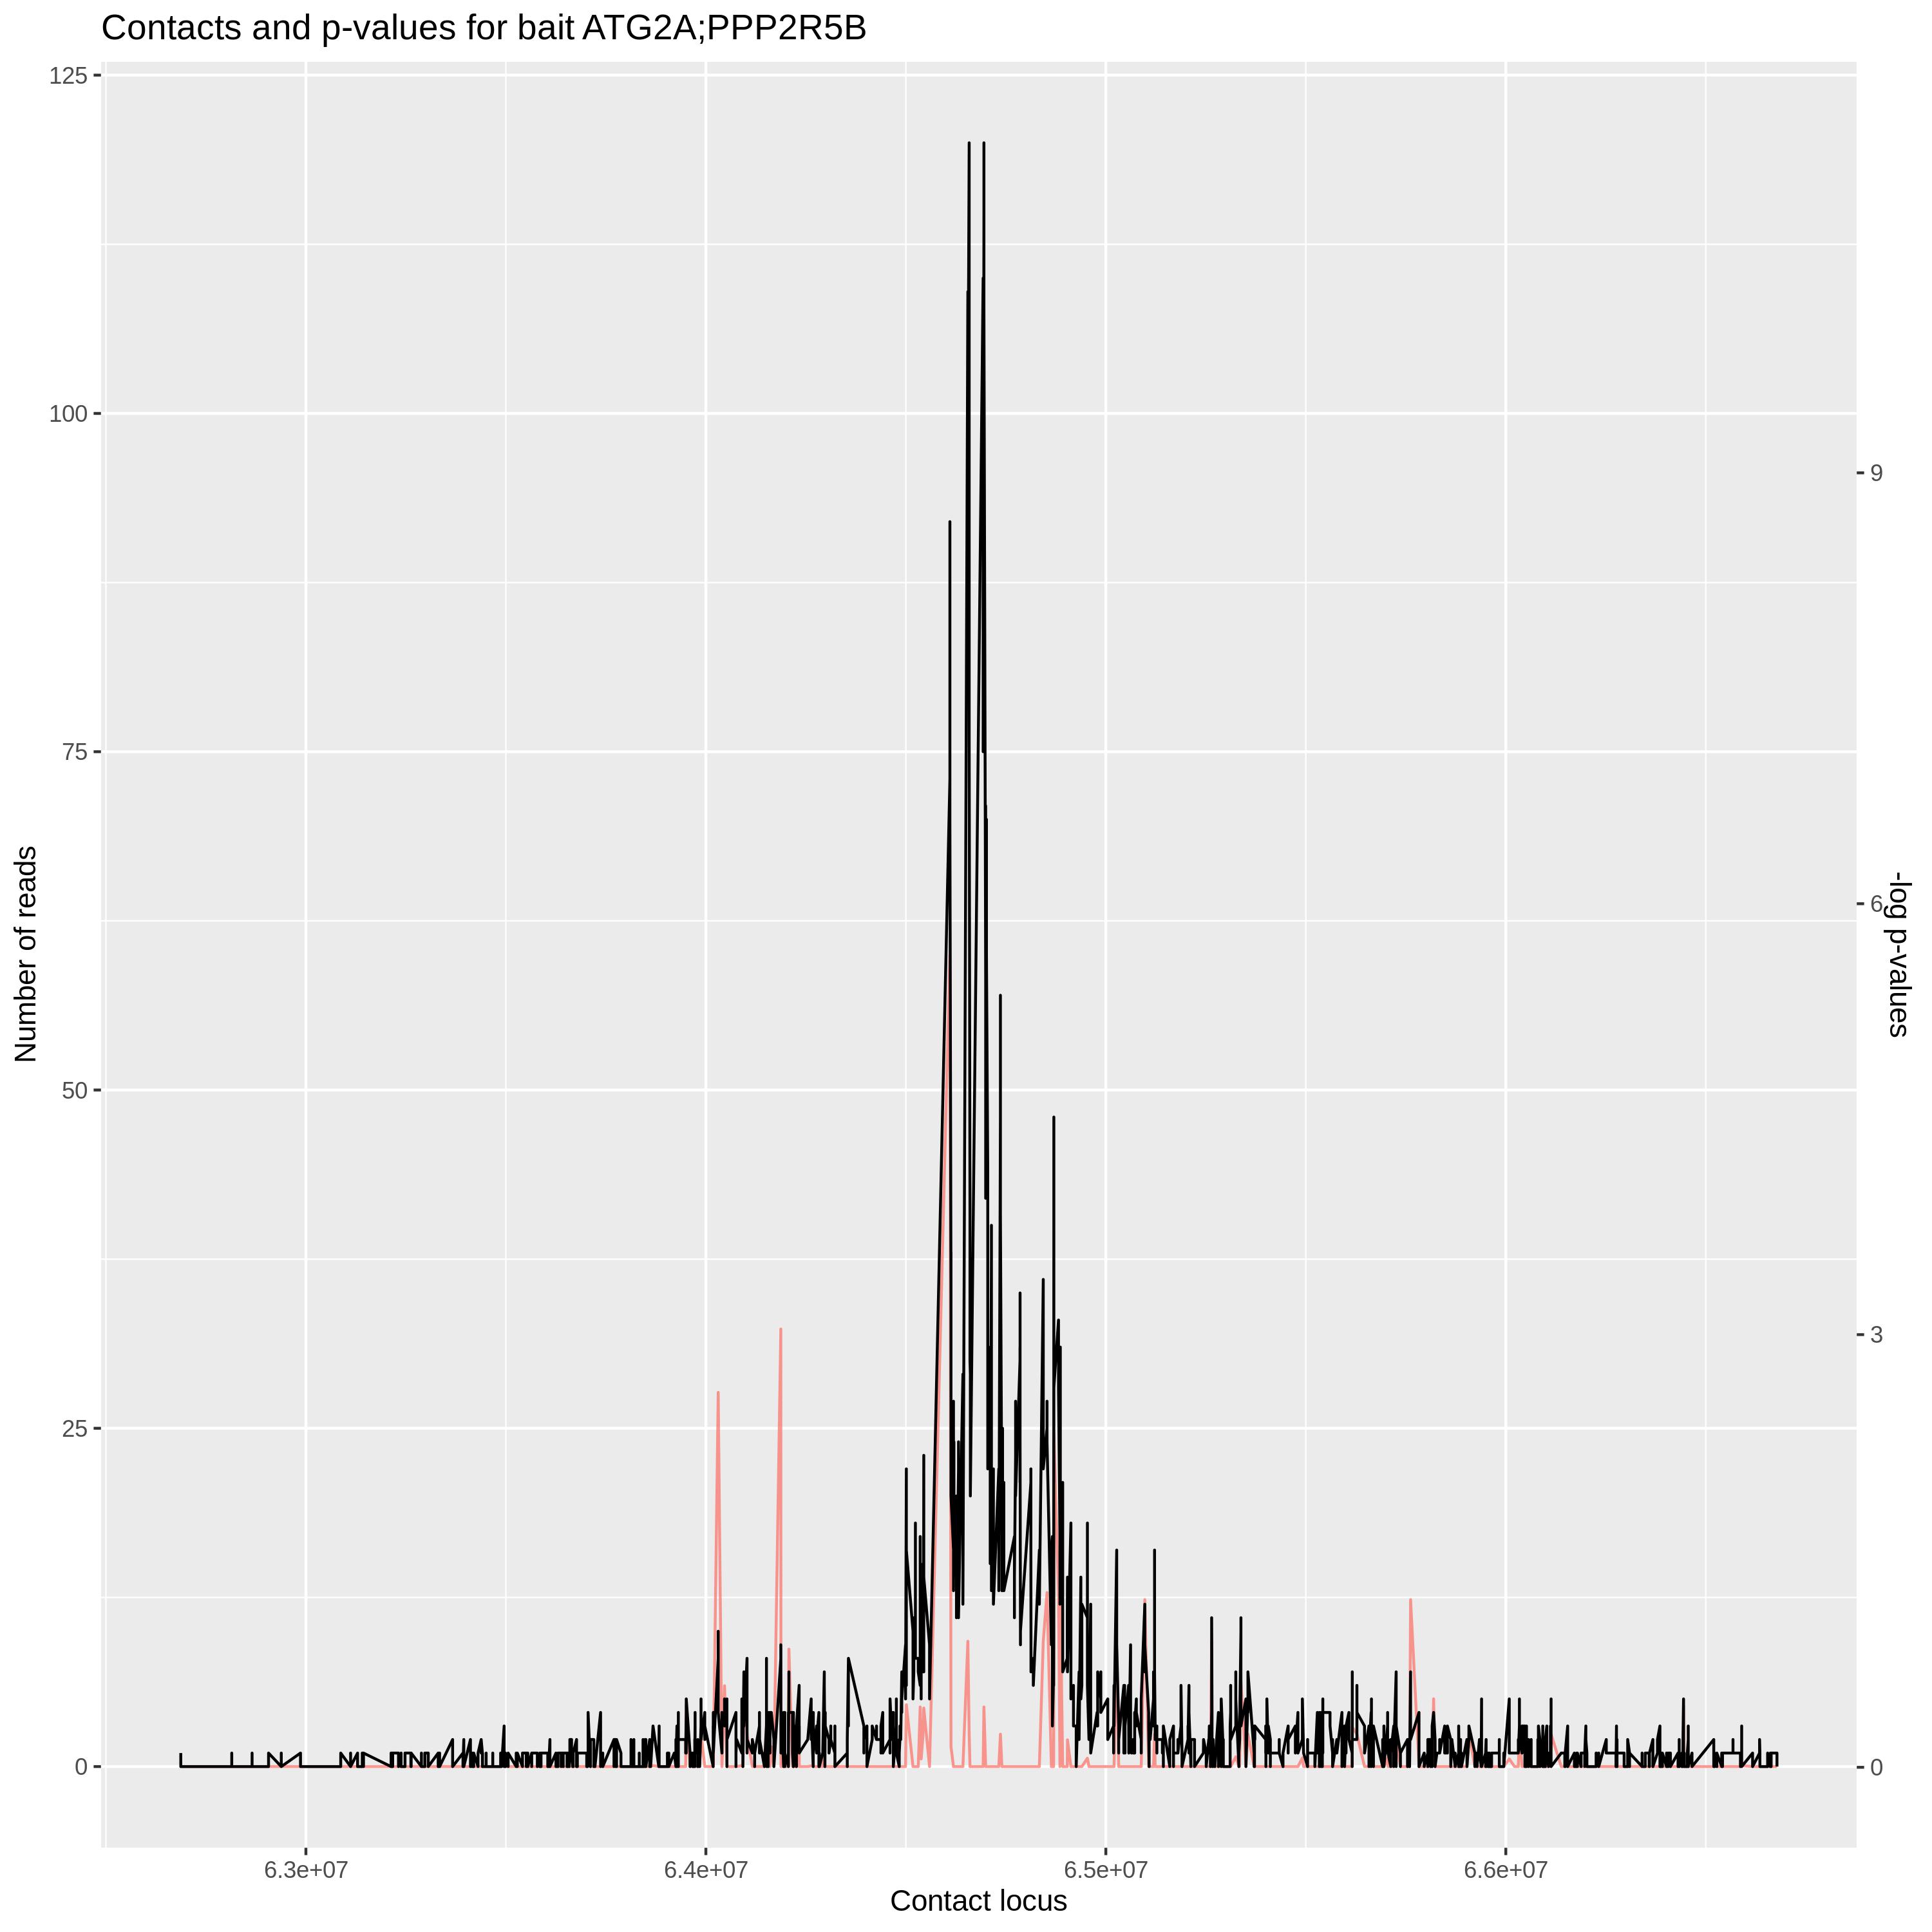 Contacts and p-values for bait ATG2A;PPP2R5B
125
100
75
50
25
0
Number of reads
9
6
3
0
-log p-values
6.3e+07
6.4e+07
6.5e+07
6.6e+07
Contact locus